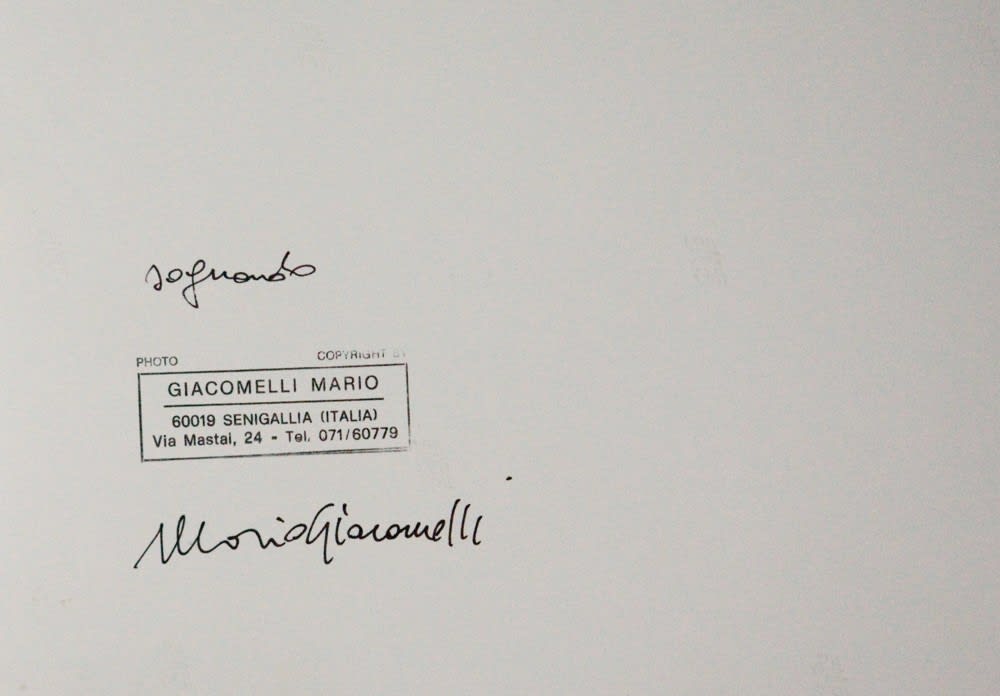 sognando
PHOTO COPYRIGHT BY
GIACOMELLI MARIO
60019 SENIGALLIA (ITALIA)
Via Mastai, 24 - Tel. 071/60779
Mario Giacomelli